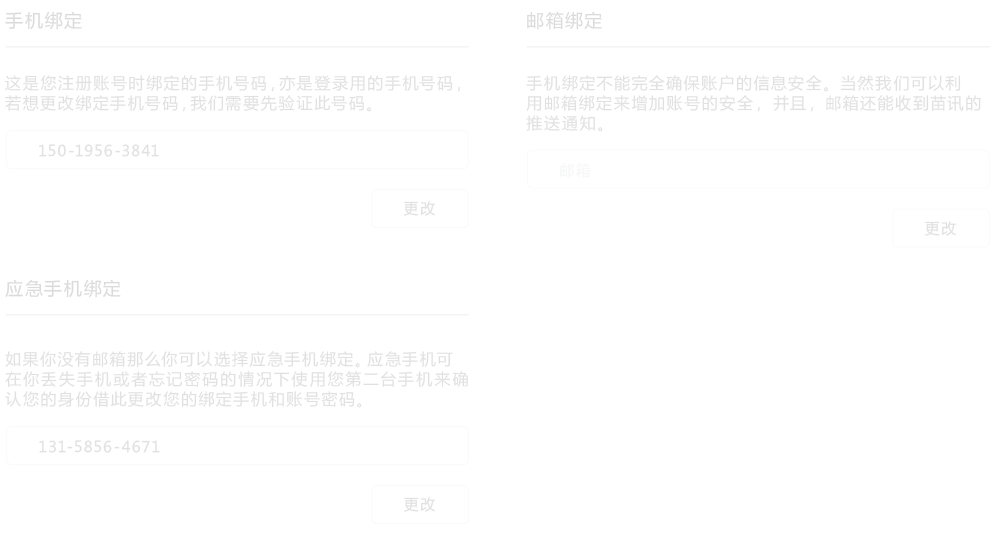 手机绑定
这是您注册账号时绑定的手机号码,亦是登录用的手机号码,
若想更改绑定手机号码,我们需要先验证此号码。
150-1956-3841
更改
邮箱绑定
手机绑定不能完全确保账户的信息安全。当然我们可以利
用邮箱绑定来增加账号的安全，并且，邮箱还能收到苗讯的
推送通知。
邮箱
更改
应急手机绑定
如果你没有邮箱那么你可以选择应急手机绑定。应急手机可
在你丢失手机或者忘记密码的情况下使用您第二台手机来确
认您的身份借此更改您的绑定手机和账号密码。
131-5856-4671
更改